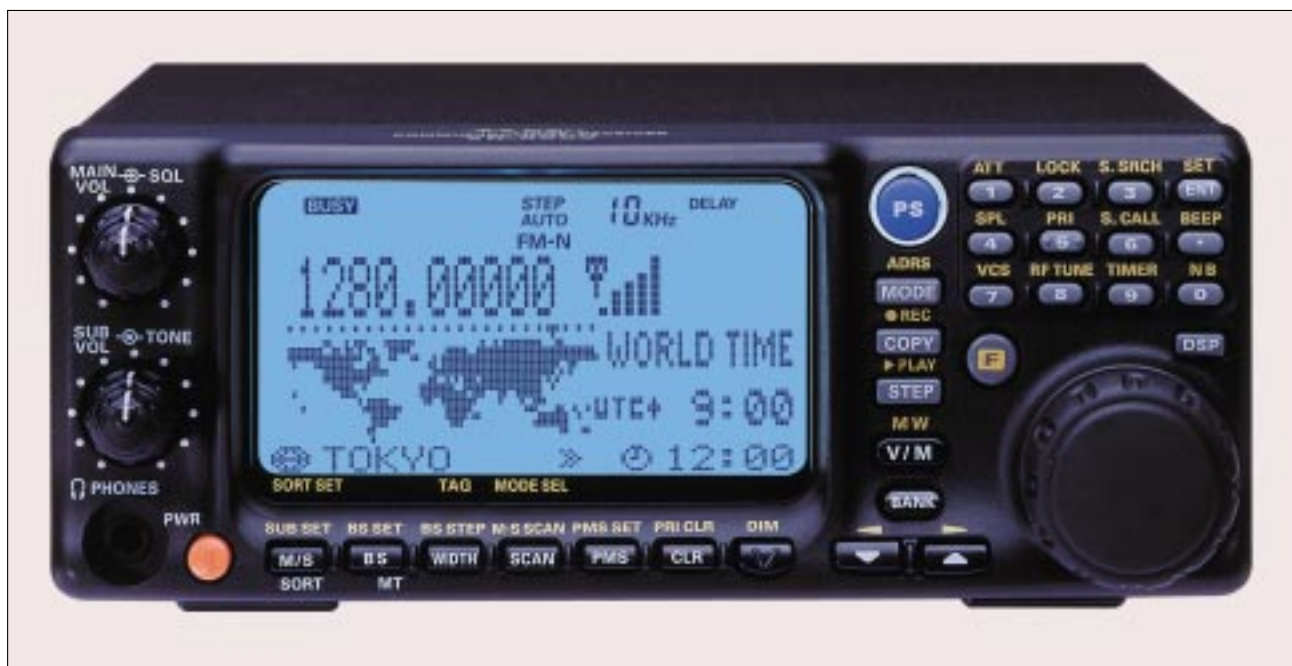 MAIN VOL SQL
SUB VOL TONE
PHONES
PWR
BUSY
STEP AUTO 10 KHz DELAY
FM-N
1280.00000
WORLD TIME
UTC+ 9:00
TOKYO » 12:00
SORT SET TAG MODE SEL
SUB SET BS SET BS STEP M-S SCAN PMS SET PRI CLR DIM
M/S BS WIDTH SCAN PMS CLR
SORT MT
PS
ADRS
MODE
REC
COPY
PLAY
STEP
MW
V/M
BANK
ATT LOCK S. SRCH SET
1 2 3 ENT
SPL PRI S. CALL BEEP
4 5 6 •
VCS RF TUNE TIMER NB
7 8 9 0
F
DSP